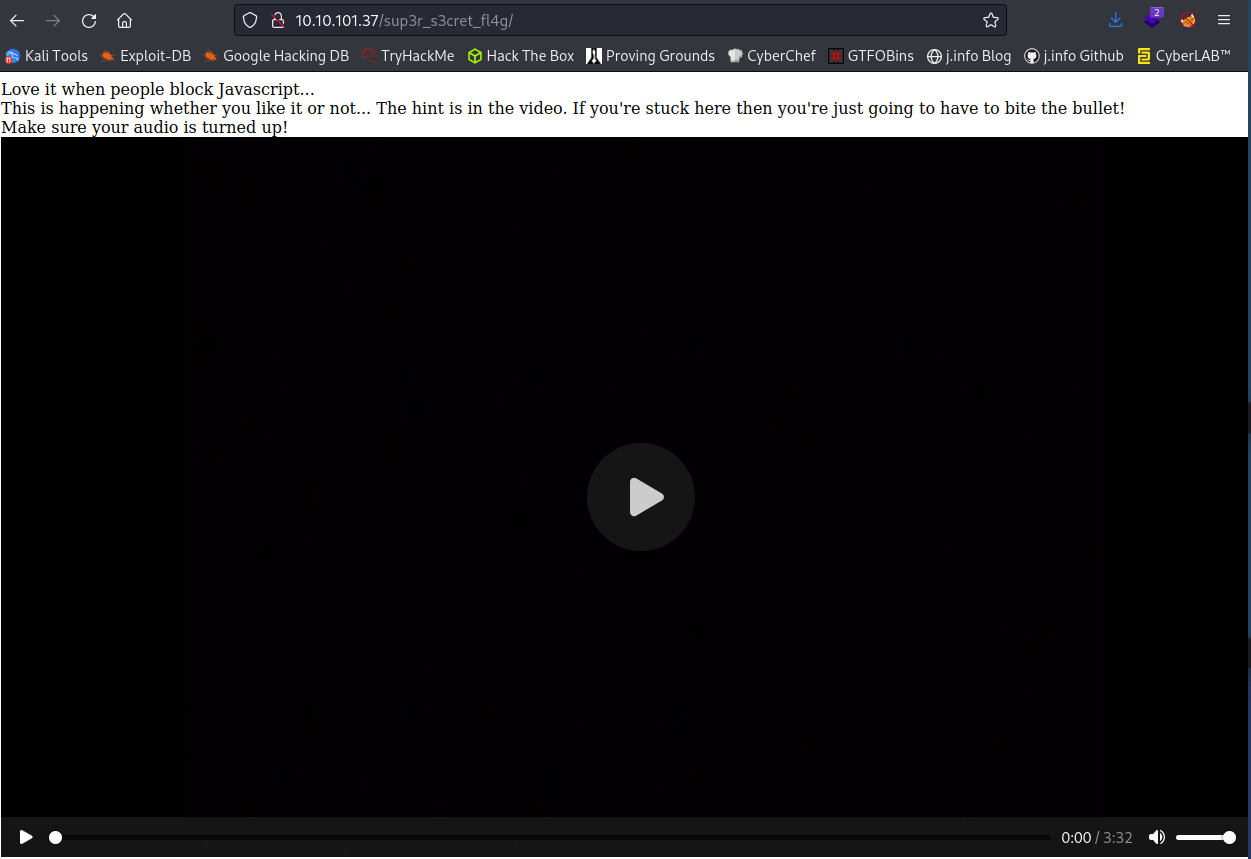 10.10.101.37/sup3r_s3cret_fl4g/
2
Kali Tools Exploit-DB Google Hacking DB TryHackMe Hack The Box Proving Grounds CyberChef GTFOBins j.info Blog j.info Github CyberLAB™
Love it when people block Javascript...
This is happening whether you like it or not... The hint is in the video. If you're stuck here then you're just going to have to bite the bullet!
Make sure your audio is turned up!
0:00 / 3:32